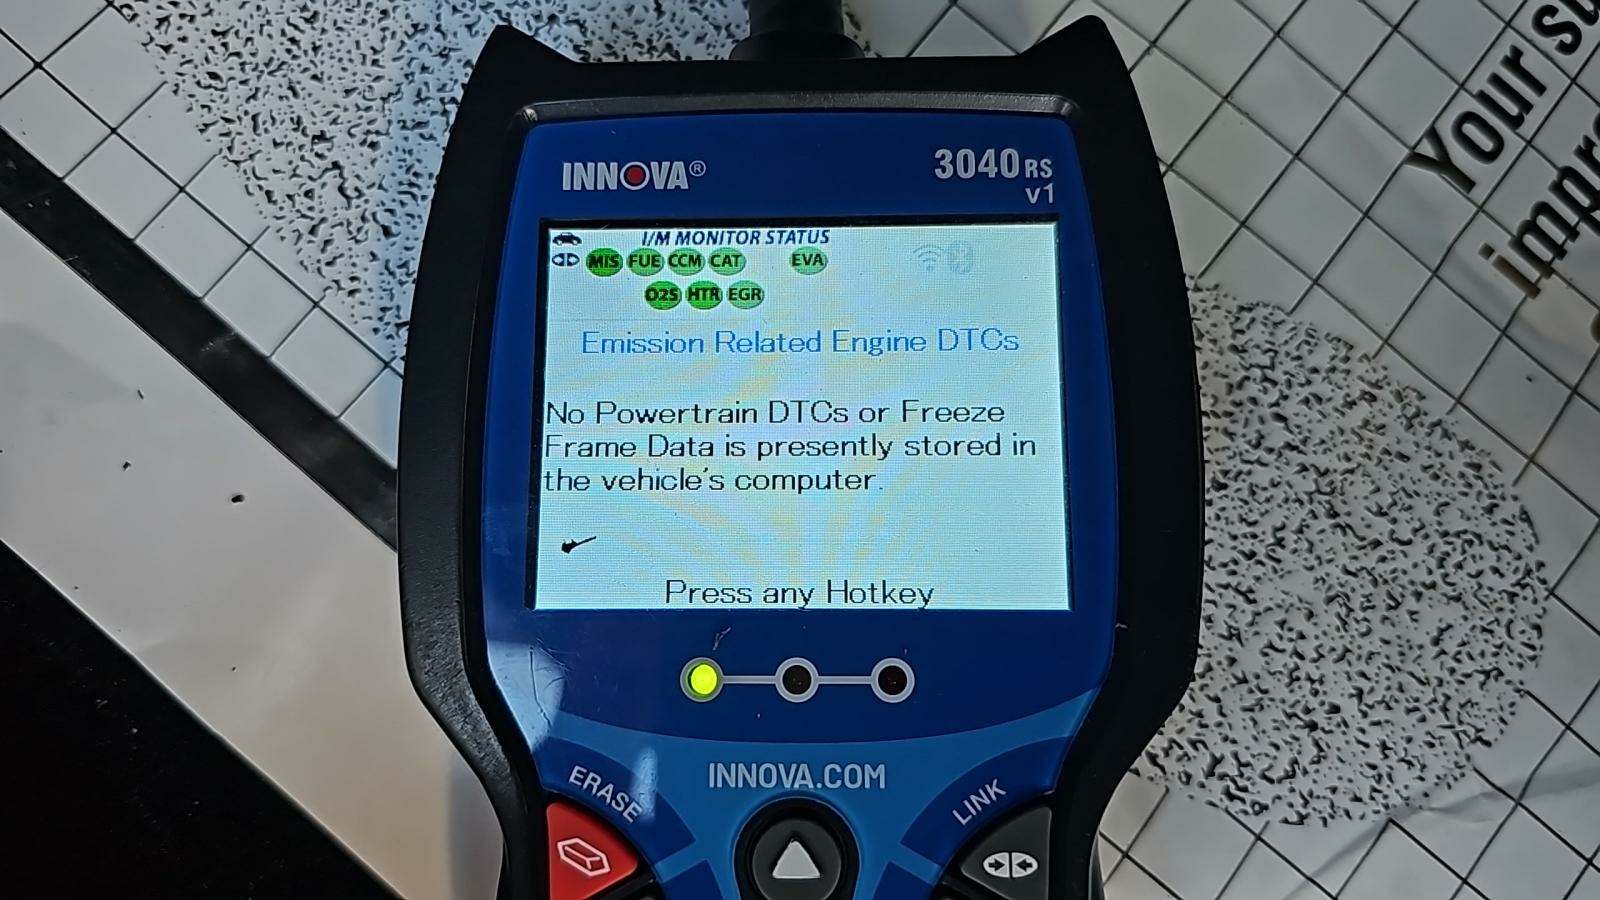 Your st
impr
INNOVA®
3040RS
v1
I/M MONITOR STATUS
MIS FUE CCM CAT EVA
O2S HTR EGR
Emission Related Engine DTCs
No Powertrain DTCs or Freeze
Frame Data is presently stored in
the vehicle's computer.
Press any Hotkey
INNOVA.COM
ERASE
LINK